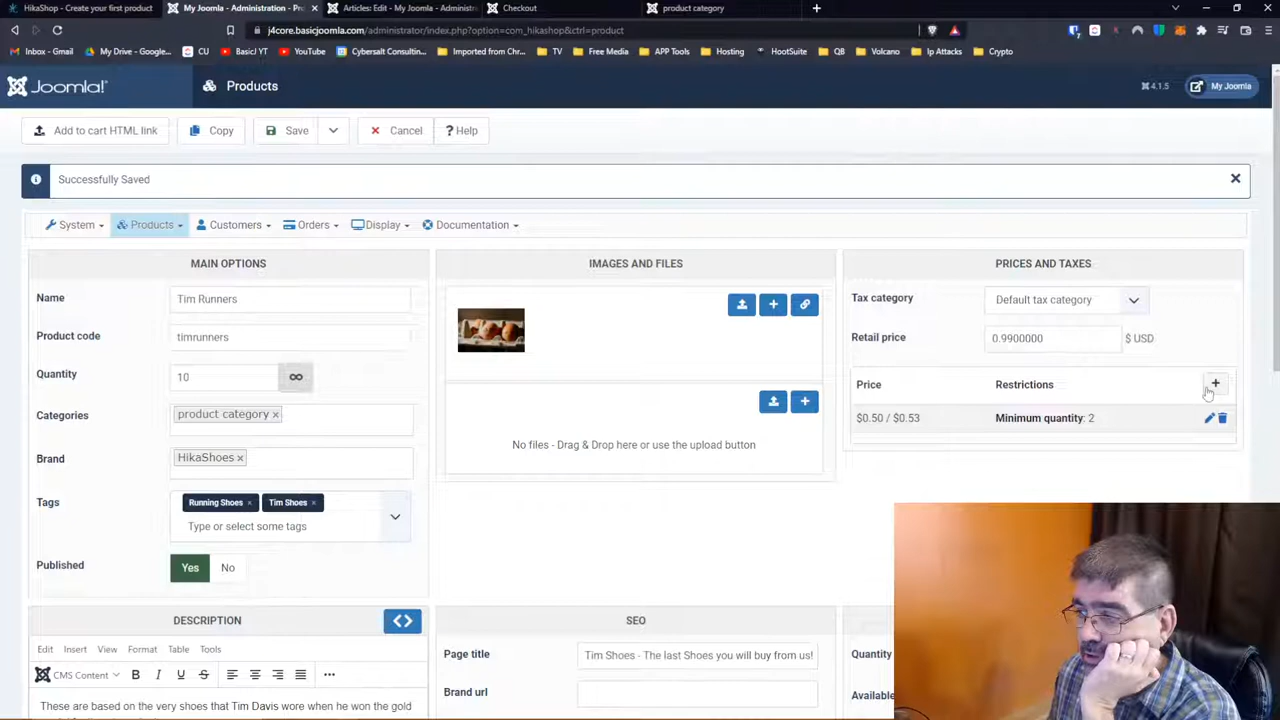 HikaShop - Create your first product
My Joomla - Administration - Pr
Articles: Edit - My Joomla - Administ
Checkout
product category
j4core.basicjoomla.com/administrator/index.php?option=com_hikashop&ctrl=product
Inbox - Gmail
My Drive - Google...
CU
BasicJ YT
YouTube
Cybersalt Consultin...
Imported from Chr...
TV
Free Media
APP Tools
Hosting
HootSuite
QB
Volcano
Ip Attacks
Crypto
Joomla!
Products
4.1.5
My Joomla
Add to cart HTML link
Copy
Save
Cancel
? Help
Successfully Saved
System
Products
Customers
Orders
Display
Documentation
MAIN OPTIONS
Name
Tim Runners
Product code
timrunners
Quantity
10
Categories
product category ×
Brand
HikaShoes ×
Tags
Running Shoes ×
Tim Shoes ×
Type or select some tags
Published
Yes
No
IMAGES AND FILES
No files - Drag & Drop here or use the upload button
PRICES AND TAXES
Tax category
Default tax category
Retail price
0.9900000
$ USD
Price
Restrictions
$0.50 / $0.53
Minimum quantity: 2
DESCRIPTION
Edit
Insert
View
Format
Table
Tools
CMS Content
B
I
U
S
These are based on the very shoes that Tim Davis wore when he won the gold
SEO
Page title
Tim Shoes - The last Shoes you will buy from us!
Brand url
Quantity
Available